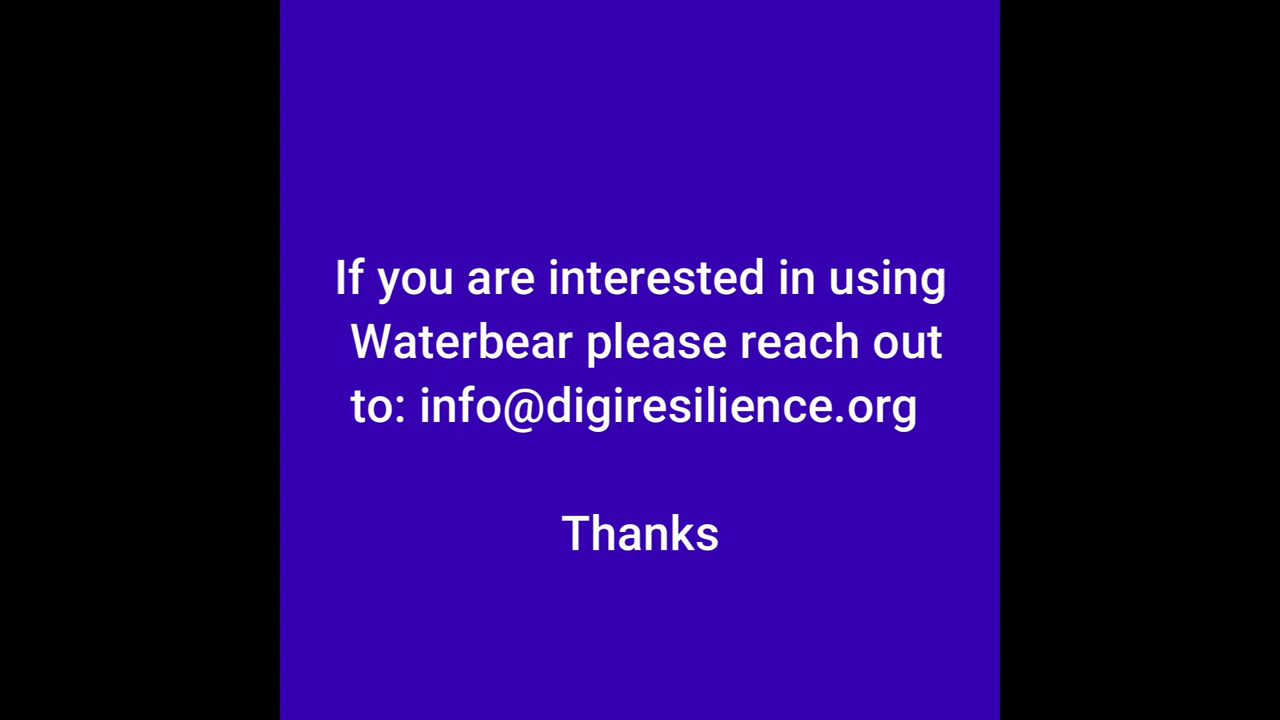 If you are interested in using
Waterbear please reach out
to: info@digiresilience.org
Thanks